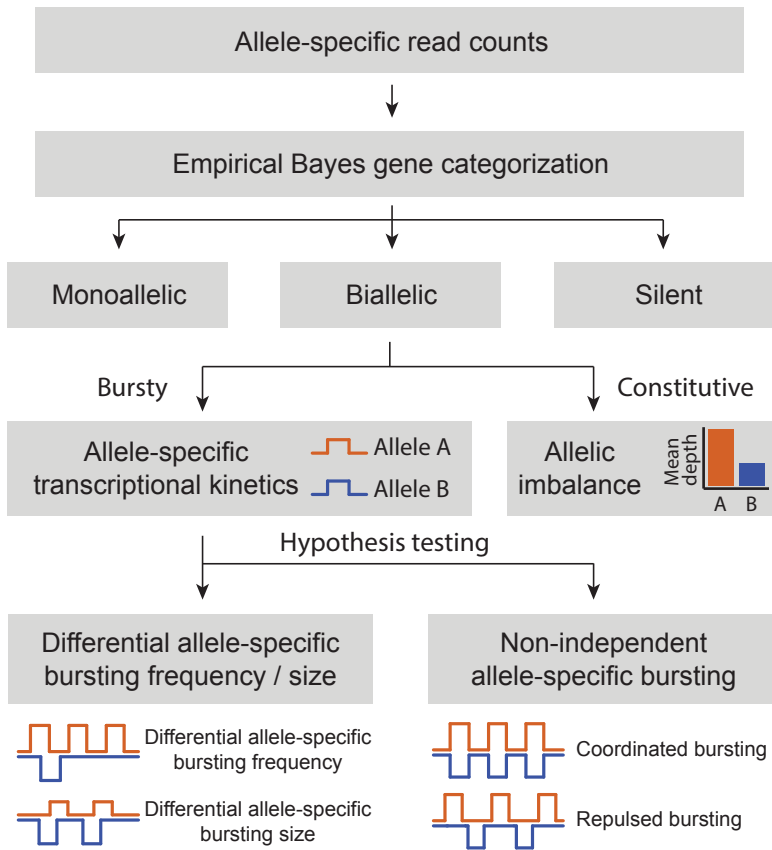 Allele-specific read counts
Empirical Bayes gene categorization
Monoallelic
Biallelic
Silent
Bursty
Constitutive
Allele-specific
transcriptional kinetics
Allele A
Allele B
Allelic
imbalance
Mean
depth
A
B
Hypothesis testing
Differential allele-specific
bursting frequency / size
Non-independent
allele-specific bursting
Differential allele-specific
bursting frequency
Differential allele-specific
bursting size
Coordinated bursting
Repulsed bursting